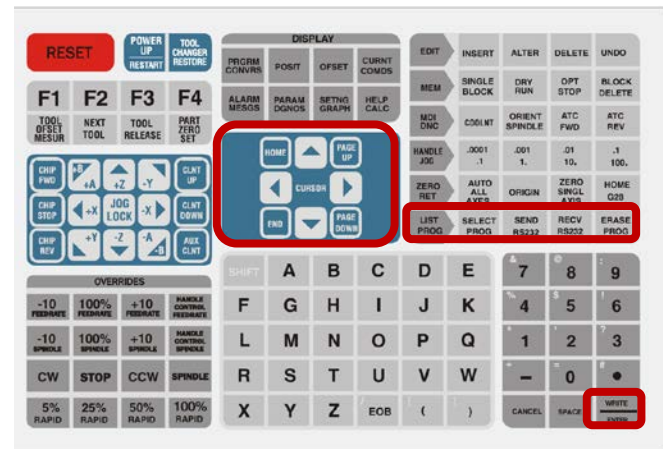 RESET
POWER UP RESTART
TOOL CHANGER RESTORE
F1 F2 F3 F4
TOOL OFSET MESUR
NEXT TOOL
TOOL RELEASE
PART ZERO SET
CHIP FWD
+B +A
+Z
-Y
CLNT UP
CHIP STOP
+X
JOG LOCK
-X
CLNT DOWN
CHIP REV
+Y
-Z
-A -B
AUX CLNT
OVERRIDES
-10 FEEDRATE
100% FEEDRATE
+10 FEEDRATE
HANDLE CONTROL FEEDRATE
-10 SPINDLE
100% SPINDLE
+10 SPINDLE
HANDLE CONTROL SPINDLE
CW STOP CCW SPINDLE
5% RAPID
25% RAPID
50% RAPID
100% RAPID
DISPLAY
PRGRM CONVRS
POSIT
OFSET
CURNT COMDS
ALARM MESGS
PARAM DGNOS
SETNG GRAPH
HELP CALC
HOME
PAGE UP
CURSOR
END
PAGE DOWN
EDIT INSERT ALTER DELETE UNDO
MEM
SINGLE BLOCK
DRY RUN
OPT STOP
BLOCK DELETE
MDI DNC
COOLNT
ORIENT SPINDLE
ATC FWD
ATC REV
HANDLE JOG
.0001 .1
.001 1.
.01 10.
.1 100.
ZERO RET
AUTO ALL AXES
ORIGIN
ZERO SINGL AXIS
HOME G28
LIST PROG
SELECT PROG
SEND RS232
RECV RS232
ERASE PROG
SHIFT A B C D E
F G H I J K
L M N O P Q
R S T U V W
X Y Z EOB ( )
7 8 9
4 5 6
1 2 3
- 0 .
CANCEL SPACE
WRITE ENTER